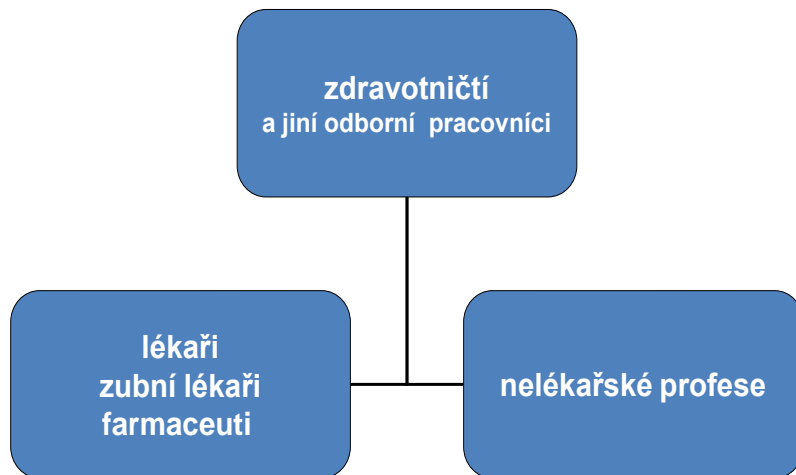 zdravotničtí
a jiní odborní pracovníci
lékaři
zubní lékaři
farmaceuti
nelékařské profese